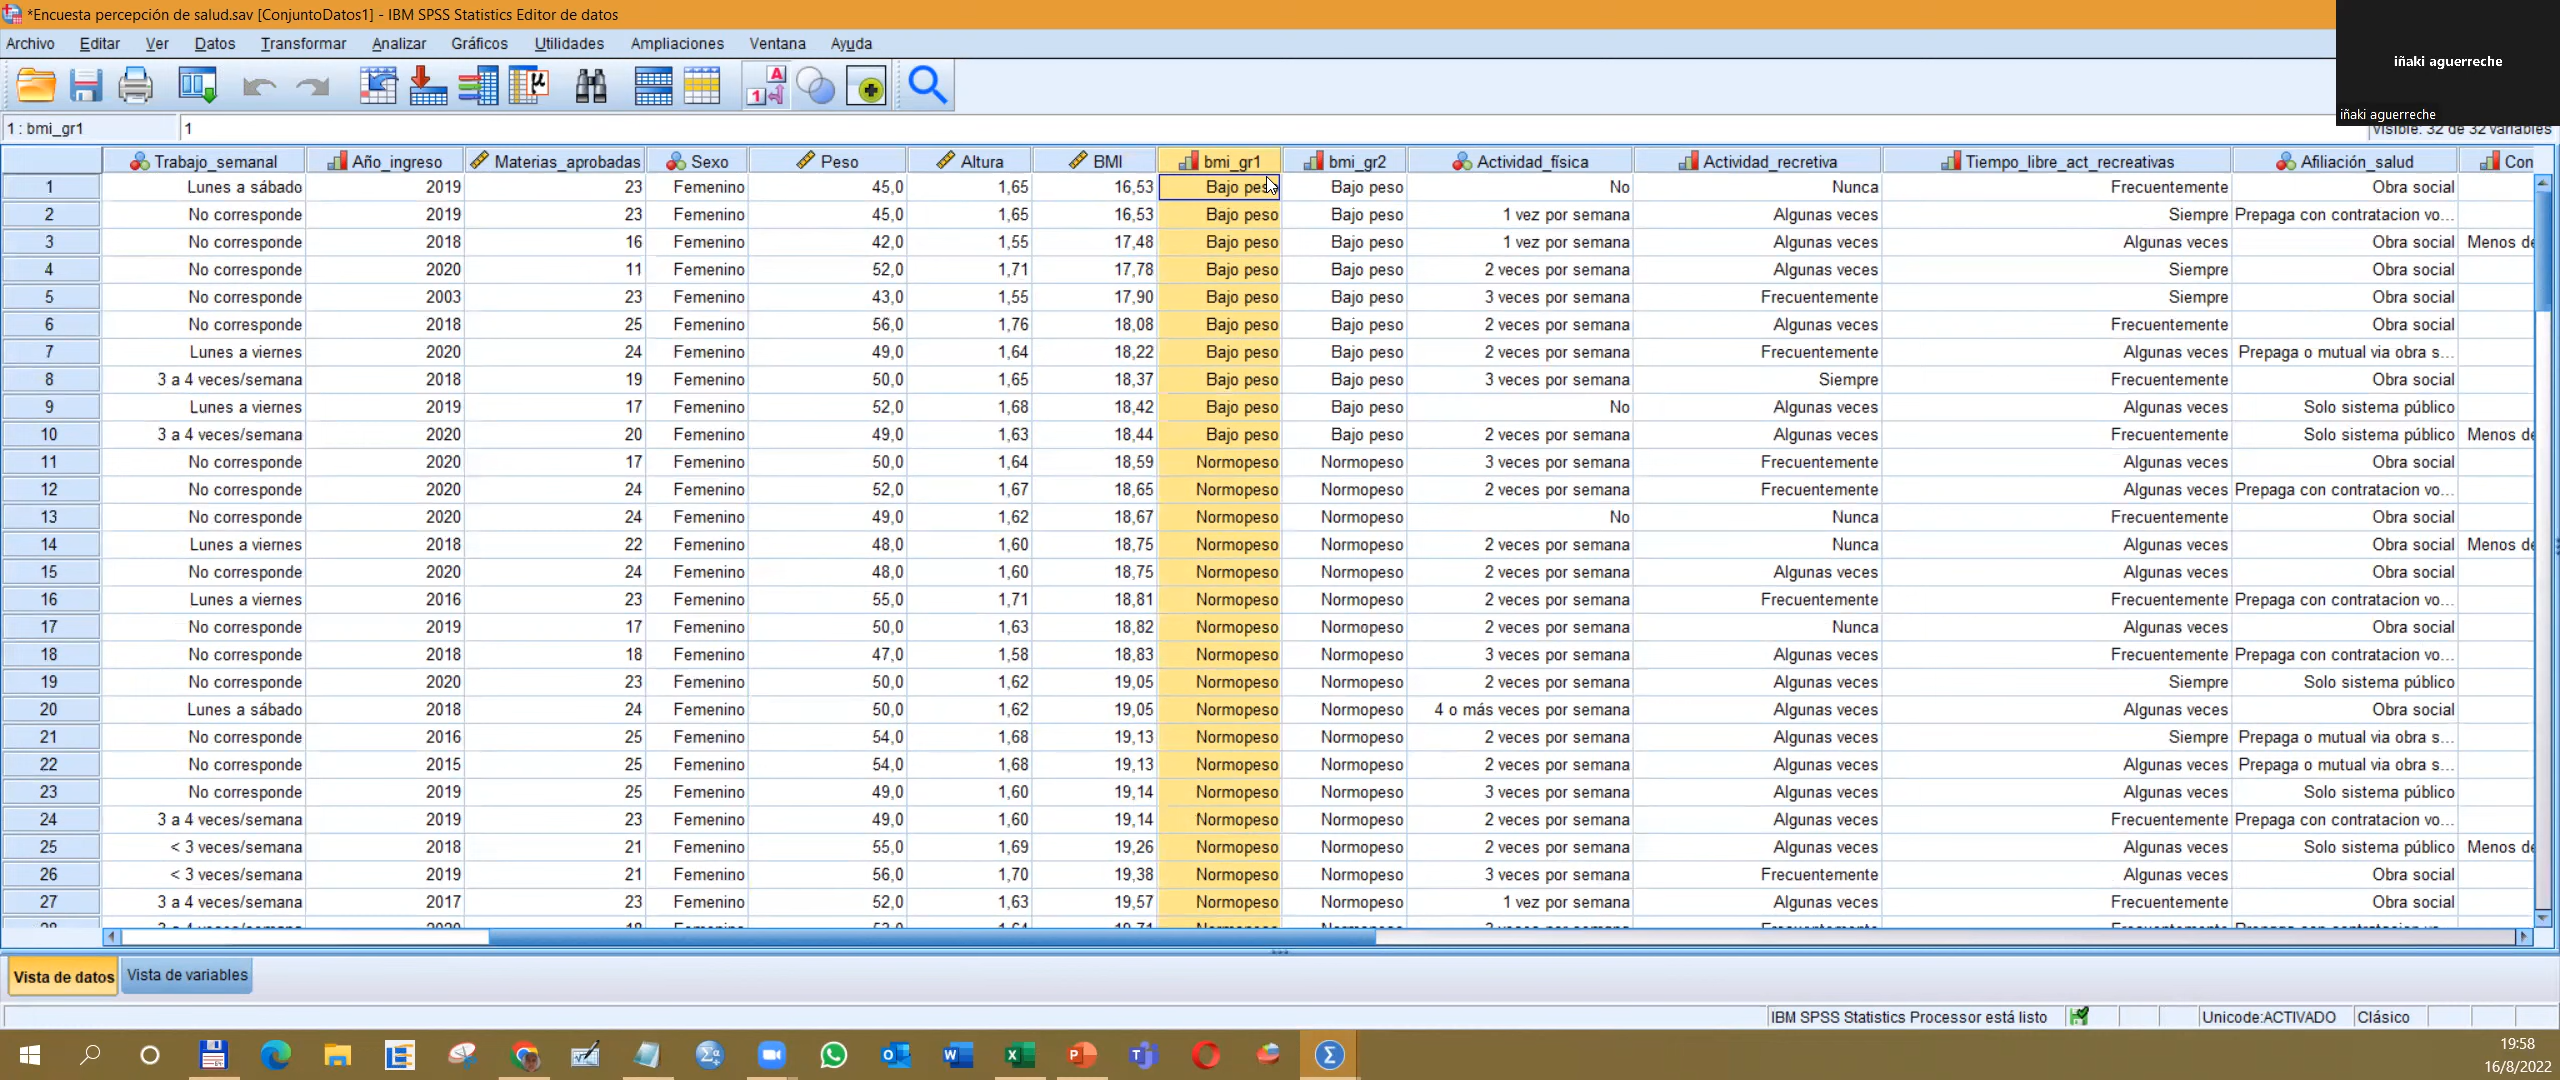 *Encuesta percepción de salud.sav [ConjuntoDatos1] - IBM SPSS Statistics Editor de datos
Archivo Editar Ver Datos Transformar Analizar Gráficos Utilidades Ampliaciones Ventana Ayuda
iñaki aguerreche
iñaki aguerreche
1 : bmi_gr1 1
Visible: 32 de 32 variables
Trabajo_semanal Año_ingreso Materias_aprobadas Sexo Peso Altura BMI bmi_gr1 bmi_gr2 Actividad_física Actividad_recretiva Tiempo_libre_act_recreativas Afiliación_salud Con
1 Lunes a sábado 2019 23 Femenino 45,0 1,65 16,53 Bajo peso Bajo peso No Nunca Frecuentemente Obra social
2 No corresponde 2019 23 Femenino 45,0 1,65 16,53 Bajo peso Bajo peso 1 vez por semana Algunas veces Siempre Prepaga con contratacion vo...
3 No corresponde 2018 16 Femenino 42,0 1,55 17,48 Bajo peso Bajo peso 1 vez por semana Algunas veces Algunas veces Obra social Menos de
4 No corresponde 2020 11 Femenino 52,0 1,71 17,78 Bajo peso Bajo peso 2 veces por semana Algunas veces Siempre Obra social
5 No corresponde 2003 23 Femenino 43,0 1,55 17,90 Bajo peso Bajo peso 3 veces por semana Frecuentemente Siempre Obra social
6 No corresponde 2018 25 Femenino 56,0 1,76 18,08 Bajo peso Bajo peso 2 veces por semana Algunas veces Frecuentemente Obra social
7 Lunes a viernes 2020 24 Femenino 49,0 1,64 18,22 Bajo peso Bajo peso 2 veces por semana Frecuentemente Algunas veces Prepaga o mutual via obra s...
8 3 a 4 veces/semana 2018 19 Femenino 50,0 1,65 18,37 Bajo peso Bajo peso 3 veces por semana Siempre Frecuentemente Obra social
9 Lunes a viernes 2019 17 Femenino 52,0 1,68 18,42 Bajo peso Bajo peso No Algunas veces Algunas veces Solo sistema público
10 3 a 4 veces/semana 2020 20 Femenino 49,0 1,63 18,44 Bajo peso Bajo peso 2 veces por semana Algunas veces Frecuentemente Solo sistema público Menos de
11 No corresponde 2020 17 Femenino 50,0 1,64 18,59 Normopeso Normopeso 3 veces por semana Frecuentemente Algunas veces Obra social
12 No corresponde 2020 24 Femenino 52,0 1,67 18,65 Normopeso Normopeso 2 veces por semana Frecuentemente Algunas veces Prepaga con contratacion vo...
13 No corresponde 2020 24 Femenino 49,0 1,62 18,67 Normopeso Normopeso No Nunca Frecuentemente Obra social
14 Lunes a viernes 2018 22 Femenino 48,0 1,60 18,75 Normopeso Normopeso 2 veces por semana Nunca Algunas veces Obra social Menos de
15 No corresponde 2020 24 Femenino 48,0 1,60 18,75 Normopeso Normopeso 2 veces por semana Algunas veces Algunas veces Obra social
16 Lunes a viernes 2016 23 Femenino 55,0 1,71 18,81 Normopeso Normopeso 2 veces por semana Frecuentemente Frecuentemente Prepaga con contratacion vo...
17 No corresponde 2019 17 Femenino 50,0 1,63 18,82 Normopeso Normopeso 2 veces por semana Nunca Algunas veces Obra social
18 No corresponde 2018 18 Femenino 47,0 1,58 18,83 Normopeso Normopeso 3 veces por semana Algunas veces Frecuentemente Prepaga con contratacion vo...
19 No corresponde 2020 23 Femenino 50,0 1,62 19,05 Normopeso Normopeso 2 veces por semana Algunas veces Siempre Solo sistema público
20 Lunes a sábado 2018 24 Femenino 50,0 1,62 19,05 Normopeso Normopeso 4 o más veces por semana Algunas veces Algunas veces Obra social
21 No corresponde 2016 25 Femenino 54,0 1,68 19,13 Normopeso Normopeso 2 veces por semana Algunas veces Siempre Prepaga o mutual via obra s...
22 No corresponde 2015 25 Femenino 54,0 1,68 19,13 Normopeso Normopeso 2 veces por semana Algunas veces Algunas veces Prepaga o mutual via obra s...
23 No corresponde 2019 25 Femenino 49,0 1,60 19,14 Normopeso Normopeso 3 veces por semana Algunas veces Algunas veces Solo sistema público
24 3 a 4 veces/semana 2019 23 Femenino 49,0 1,60 19,14 Normopeso Normopeso 2 veces por semana Algunas veces Frecuentemente Prepaga con contratacion vo...
25 < 3 veces/semana 2018 21 Femenino 55,0 1,69 19,26 Normopeso Normopeso 2 veces por semana Algunas veces Algunas veces Solo sistema público Menos de
26 < 3 veces/semana 2019 21 Femenino 56,0 1,70 19,38 Normopeso Normopeso 3 veces por semana Frecuentemente Algunas veces Obra social
27 3 a 4 veces/semana 2017 23 Femenino 52,0 1,63 19,57 Normopeso Normopeso 1 vez por semana Algunas veces Frecuentemente Obra social
Vista de datos Vista de variables
IBM SPSS Statistics Processor está listo Unicode:ACTIVADO Clásico
19:58
16/8/2022